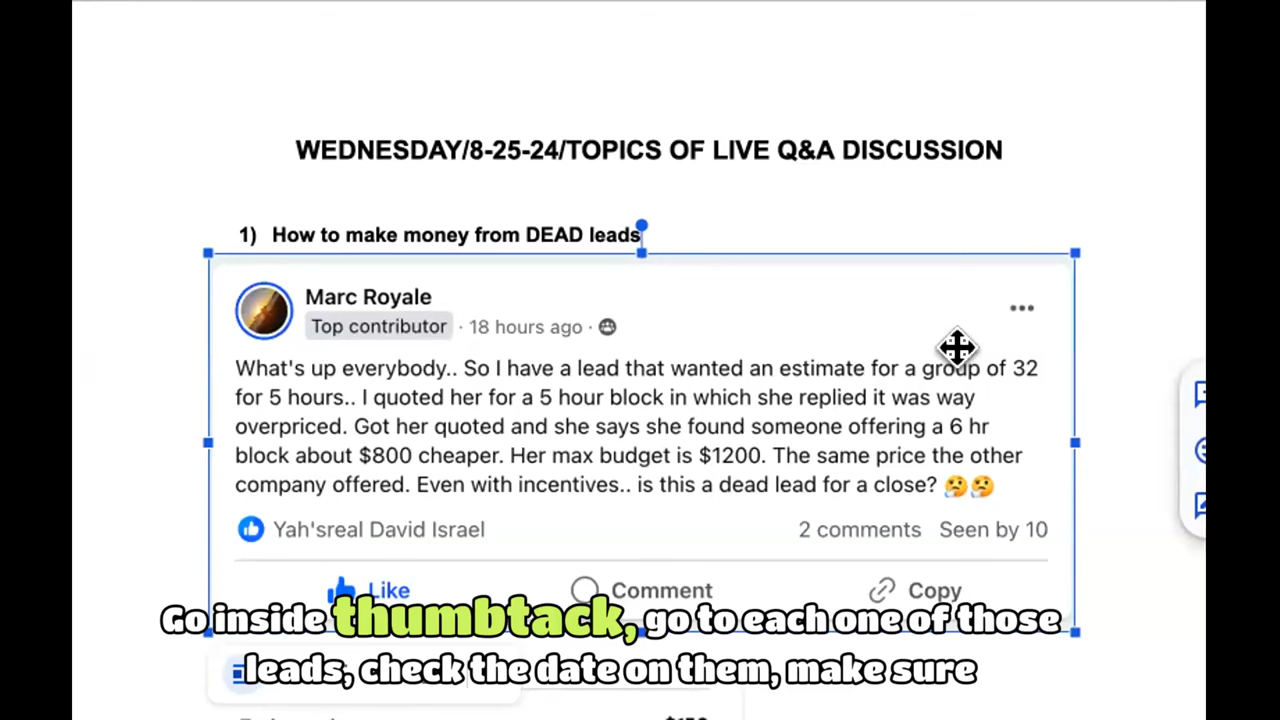 WEDNESDAY/8-25-24/TOPICS OF LIVE Q&A DISCUSSION
1) How to make money from DEAD leads
Marc Royale
Top contributor · 18 hours ago ·
What's up everybody.. So I have a lead that wanted an estimate for a group of 32
for 5 hours.. I quoted her for a 5 hour block in which she replied it was way
overpriced. Got her quoted and she says she found someone offering a 6 hr
block about $800 cheaper. Her max budget is $1200. The same price the other
company offered. Even with incentives.. is this a dead lead for a close? 🤔🤔
Yah'sreal David Israel 2 comments Seen by 10
Like Comment Copy
Go inside thumbtack, go to each one of those
leads, check the date on them, make sure